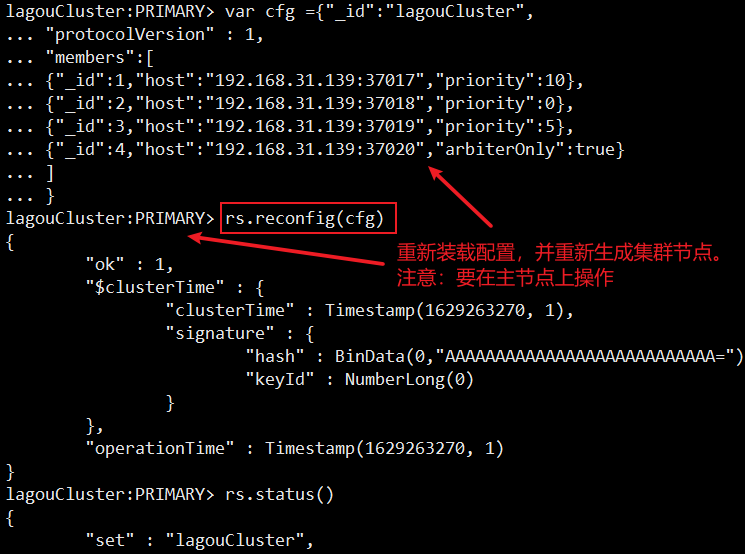 lagouCluster:PRIMARY> var cfg ={"_id":"lagouCluster",
... "protocolVersion" : 1,
... "members":[
... {"_id":1,"host":"192.168.31.139:37017","priority":10},
... {"_id":2,"host":"192.168.31.139:37018","priority":0},
... {"_id":3,"host":"192.168.31.139:37019","priority":5},
... {"_id":4,"host":"192.168.31.139:37020","arbiterOnly":true}
... ]
... }
lagouCluster:PRIMARY> rs.reconfig(cfg)
{
重新装载配置，并重新生成集群节点。
"ok" : 1,
注意：要在主节点上操作
"$clusterTime" : {
"clusterTime" : Timestamp(1629263270, 1),
"signature" : {
"hash" : BinData(0,"AAAAAAAAAAAAAAAAAAAAAAAAAAA=")
"keyId" : NumberLong(0)
}
},
"operationTime" : Timestamp(1629263270, 1)
}
lagouCluster:PRIMARY> rs.status()
{
"set" : "lagouCluster",